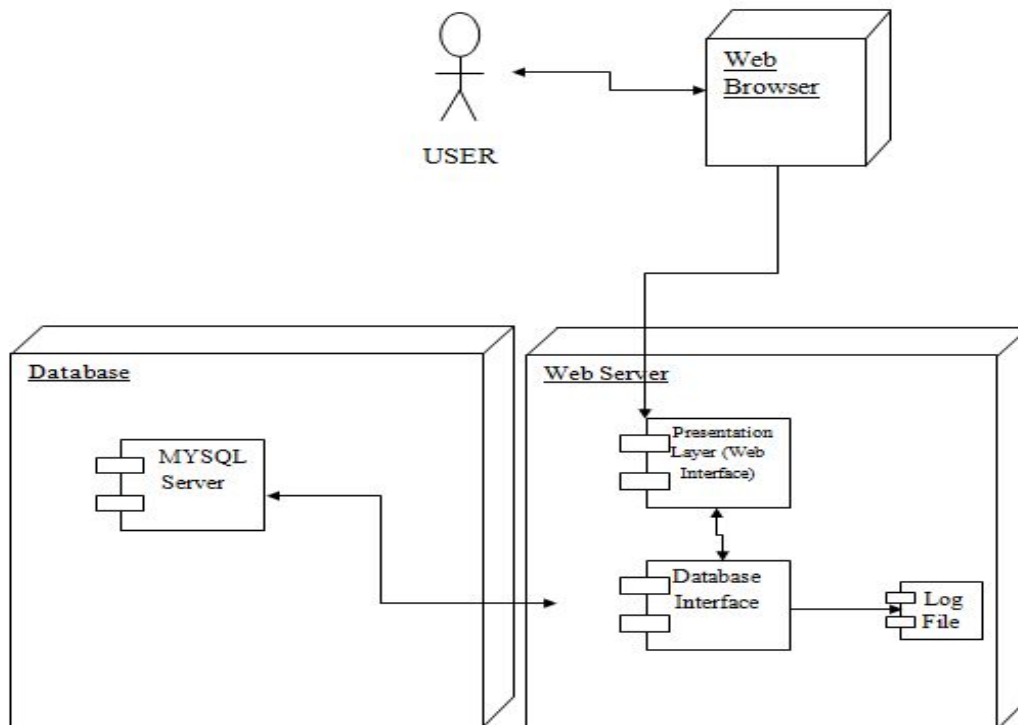 Web
Browser
USER
Database
MYSQL
Server
Web Server
Presentation
Layer (Web
Interface)
Database
Interface
Log
File